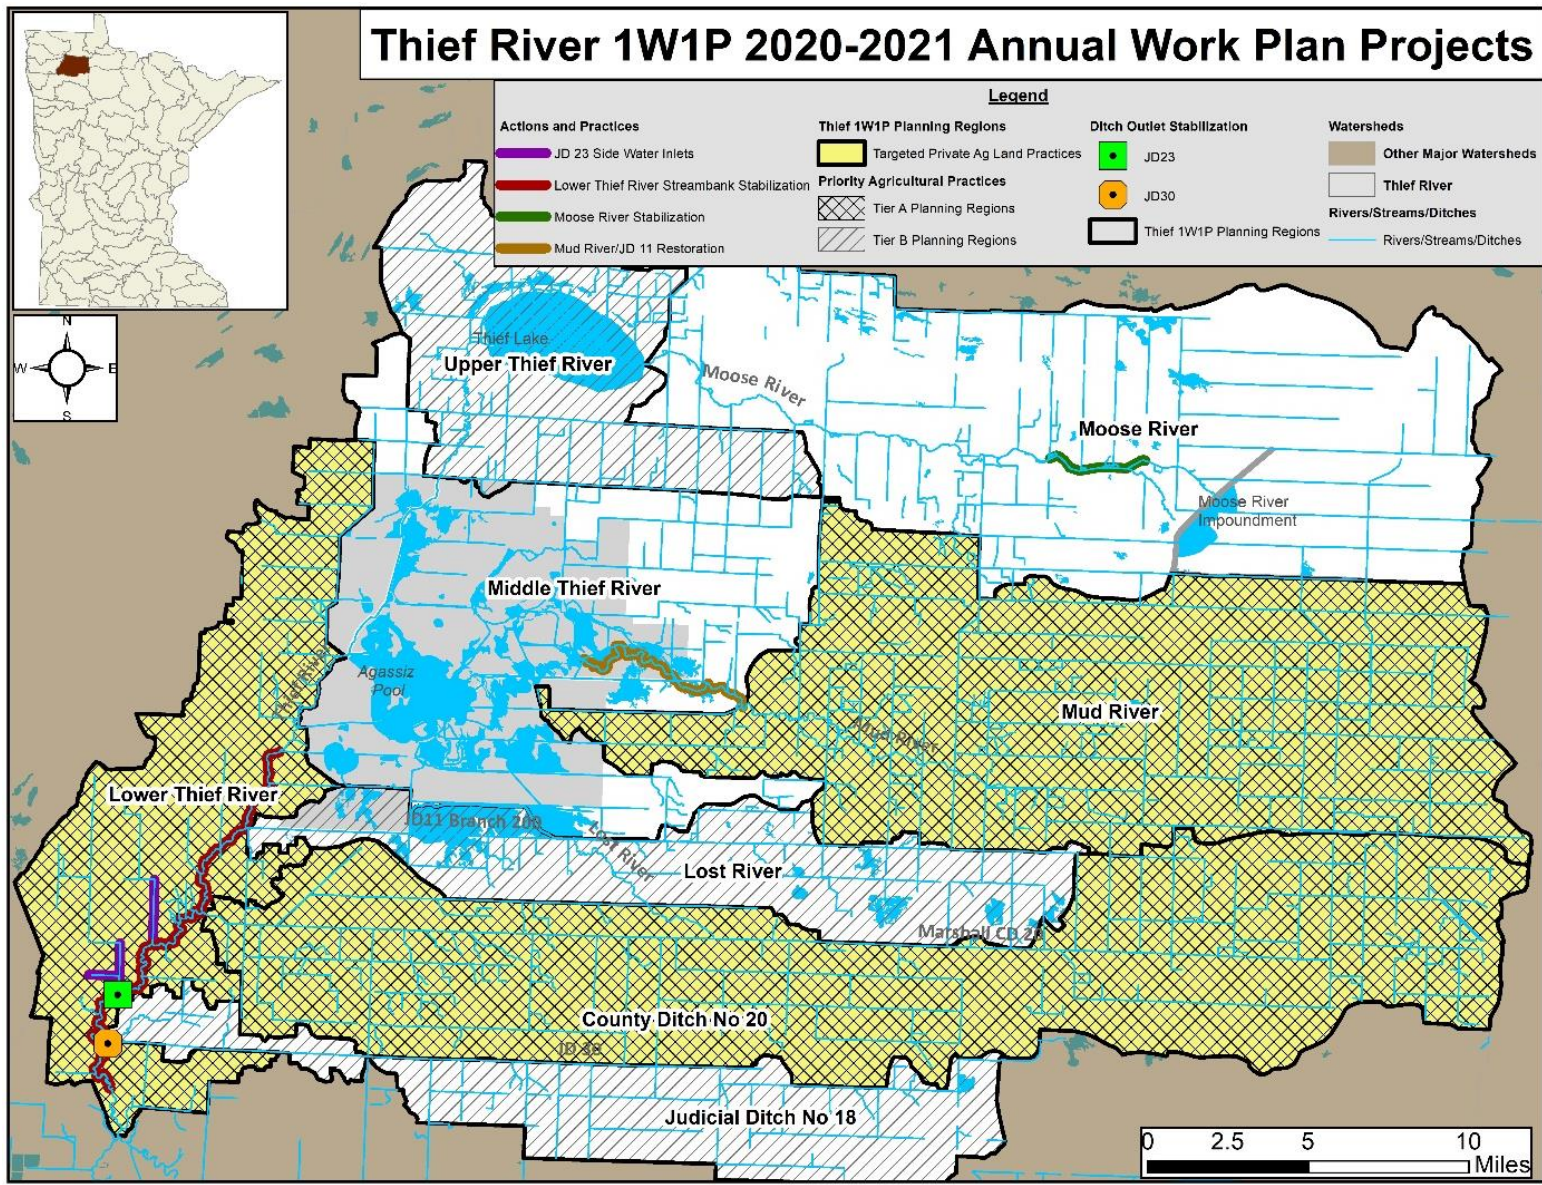 Thief River 1W1P 2020-2021 Annual Work Plan Projects
Legend
Actions and Practices
JD 23 Side Water Inlets
Lower Thief River Streambank Stabilization
Moose River Stabilization
Mud River/JD 11 Restoration
Thief 1W1P Planning Regions
Targeted Private Ag Land Practices
Priority Agricultural Practices
Tier A Planning Regions
Tier B Planning Regions
Ditch Outlet Stabilization
JD23
JD30
Thief 1W1P Planning Regions
Watersheds
Other Major Watersheds
Thief River
Rivers/Streams/Ditches
Rivers/Streams/Ditches
N
W
E
S
Thief Lake
Upper Thief River
Moose River
Moose River
Moose River
Impoundment
Middle Thief River
Thief River
Agassiz
Pool
Mud River
Mud River
Lower Thief River
JD11 Branch 200
Lost River
Lost River
Marshall CD 20
County Ditch No 20
JD 30
Judicial Ditch No 18
0 2.5 5 10
Miles